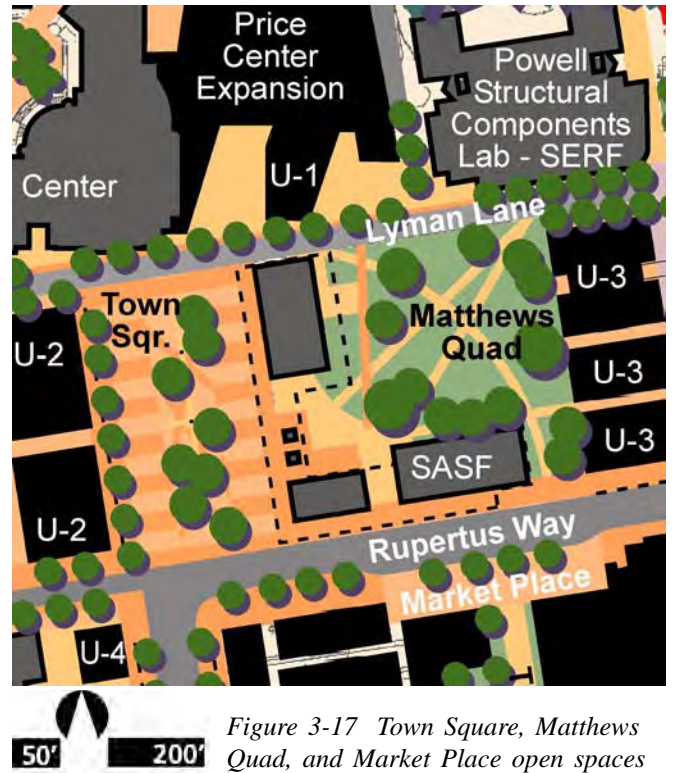 Price
Center
Expansion
Powell
Structural
Components
Lab - SERF
Center
U-1
Lyman Lane
U-3
Town
Sqr.
Matthews
Quad
U-2
U-3
U-3
SASF
U-2
Rupertus Way
Market Place
U-4
50' 200'
Figure 3-17 Town Square, Matthews
Quad, and Market Place open spaces